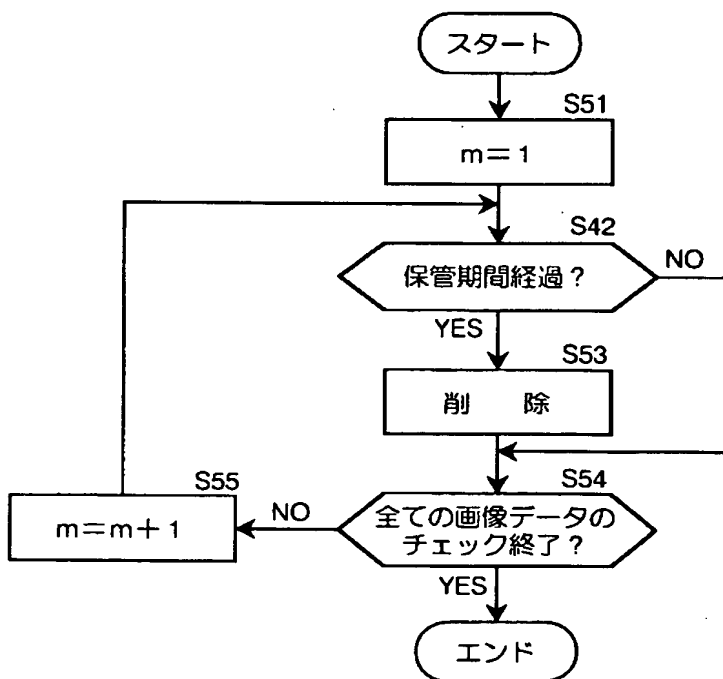 スタート
S51
m=1
S42
保管期間経過?
NO
YES
S53
削 除
S54
全ての画像データの
チェック終了?
NO
S55
m=m+1
YES
エンド